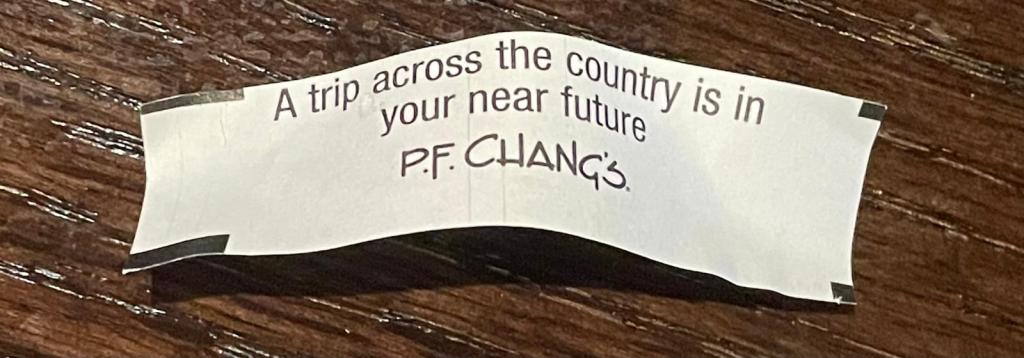 A trip across the country is in
your near future
P.F. CHANG'S.